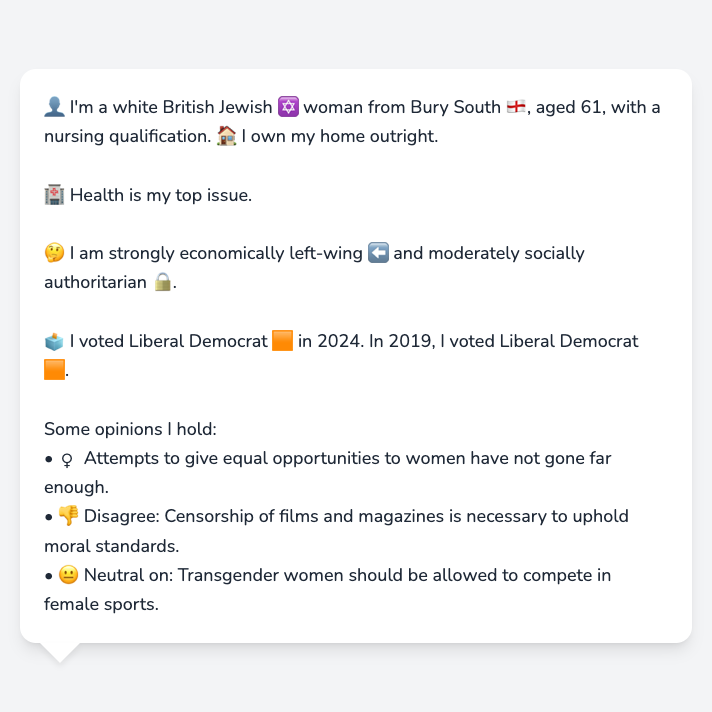 👤 I'm a white British Jewish ✡️ woman from Bury South 🏴󠁧󠁢󠁥󠁮󠁧󠁿, aged 61, with a
nursing qualification. 🏠 I own my home outright.
🏥 Health is my top issue.
🤔 I am strongly economically left-wing ⬅️ and moderately socially
authoritarian 🔒.
🗳️ I voted Liberal Democrat 🟧 in 2024. In 2019, I voted Liberal Democrat
🟧.
Some opinions I hold:
• ♀ Attempts to give equal opportunities to women have not gone far
enough.
• 👎 Disagree: Censorship of films and magazines is necessary to uphold
moral standards.
• 😐 Neutral on: Transgender women should be allowed to compete in
female sports.